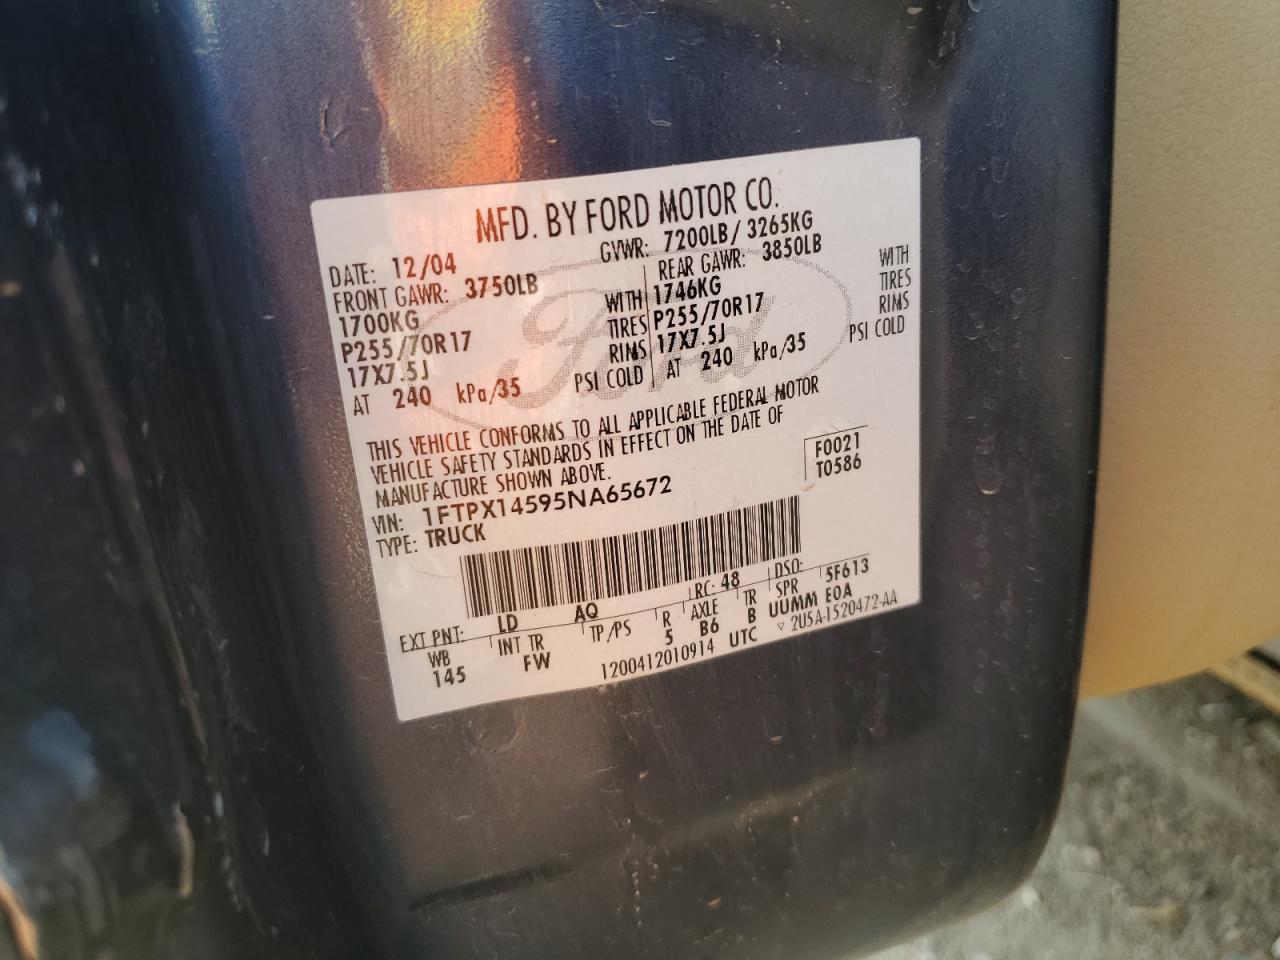 MFD. BY FORD MOTOR CO.
DATE: 12/04 GVWR: 7200LB/ 3265KG
FRONT GAWR: 3750LB REAR GAWR: 3850LB
1700KG WITH 1746KG WITH
P255/70R17 TIRES P255/70R17 TIRES
17X7.5J RIMS 17X7.5J RIMS
AT 240 kPa/35 PSI COLD AT 240 kPa/35 PSI COLD
THIS VEHICLE CONFORMS TO ALL APPLICABLE FEDERAL MOTOR
VEHICLE SAFETY STANDARDS IN EFFECT ON THE DATE OF
MANUFACTURE SHOWN ABOVE.
F0021
T0586
VIN: 1FTPX14595NA65672
TYPE: TRUCK
EXT PNT: LD AQ RC: 48 DSO:
WB INT TR TP/PS R AXLE TR SPR 5F613
145 FW 5 B6 B UUMM EOA
1200412010914 UTC ▽ 2U5A-1520472-AA
Ford